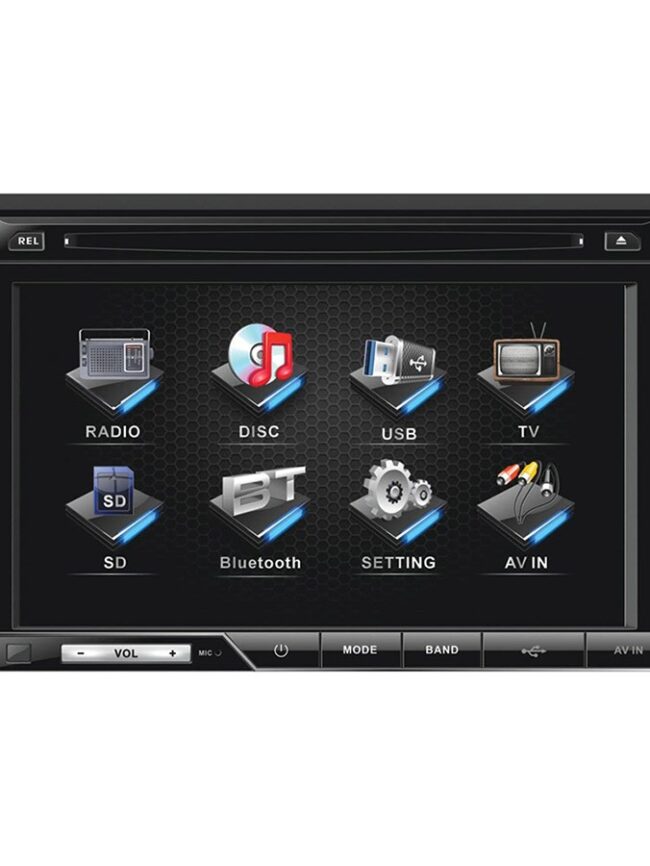 REL
RADIO DISC USB TV
SD
SD Bluetooth SETTING AV IN
BT
- VOL + MIC MODE BAND AV IN